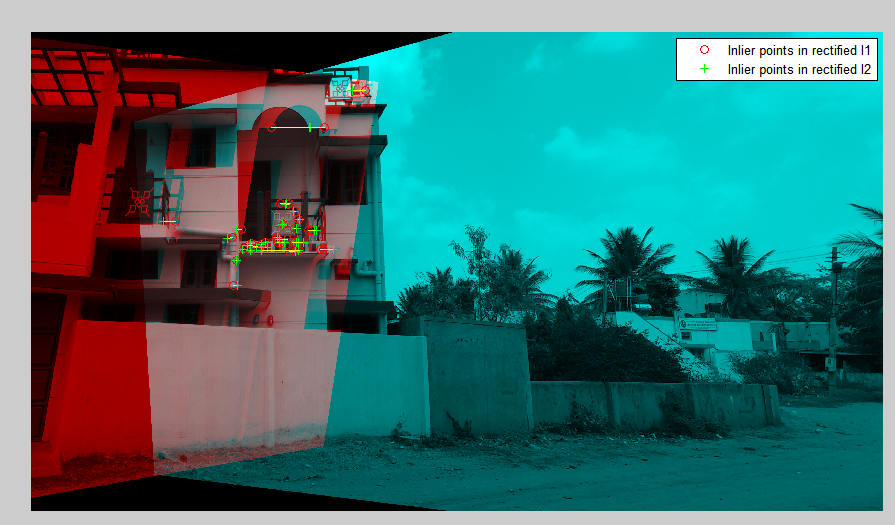 Inlier points in rectified I1
Inlier points in rectified I2